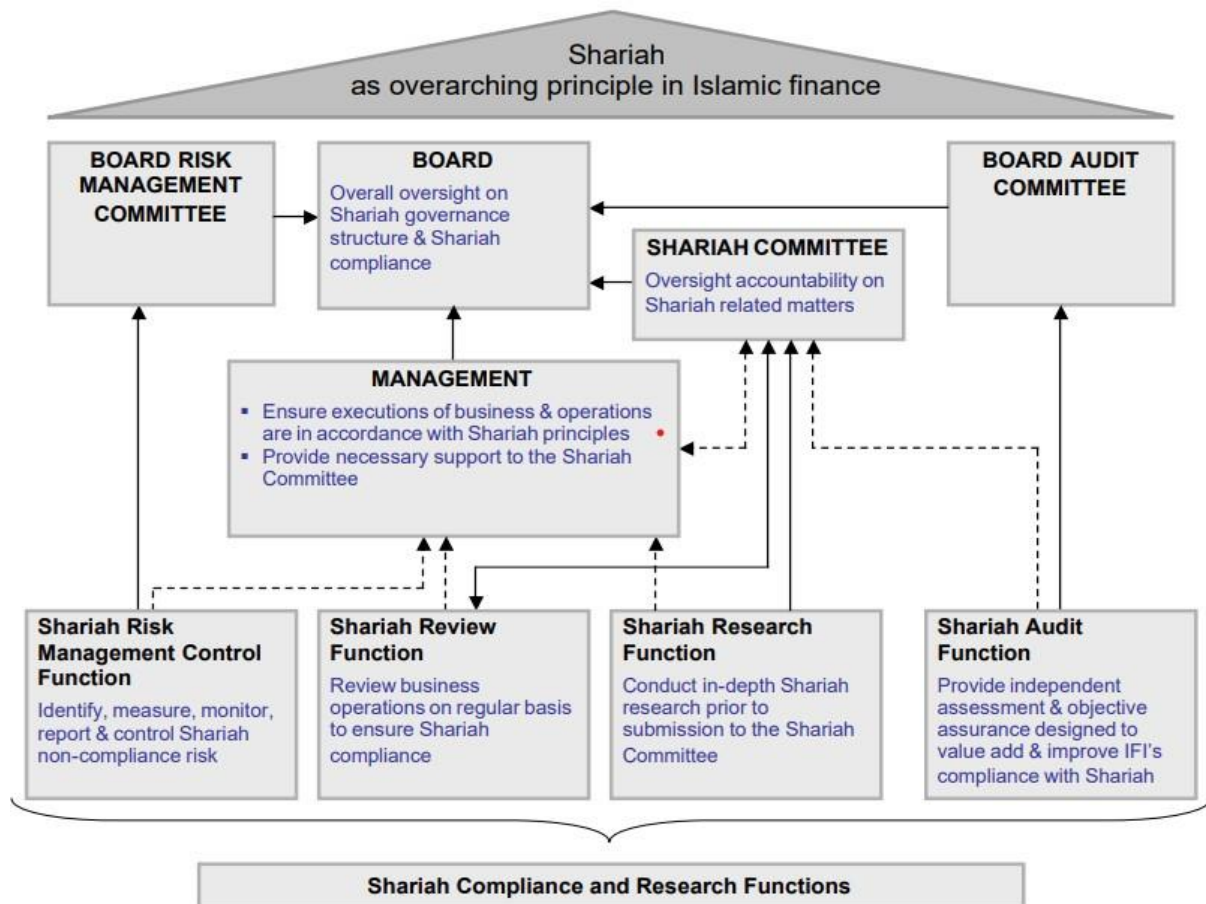 Shariah
as overarching principle in Islamic finance
BOARD RISK
MANAGEMENT
COMMITTEE
BOARD
Overall oversight on
Shariah governance
structure & Shariah
compliance
BOARD AUDIT
COMMITTEE
SHARIAH COMMITTEE
Oversight accountability on
Shariah related matters
MANAGEMENT
▪ Ensure executions of business & operations
are in accordance with Shariah principles
▪ Provide necessary support to the Shariah
Committee
Shariah Risk
Management Control
Function
Identify, measure, monitor,
report & control Shariah
non-compliance risk
Shariah Review
Function
Review business
operations on regular basis
to ensure Shariah
compliance
Shariah Research
Function
Conduct in-depth Shariah
research prior to
submission to the Shariah
Committee
Shariah Audit
Function
Provide independent
assessment & objective
assurance designed to
value add & improve IFI's
compliance with Shariah
Shariah Compliance and Research Functions